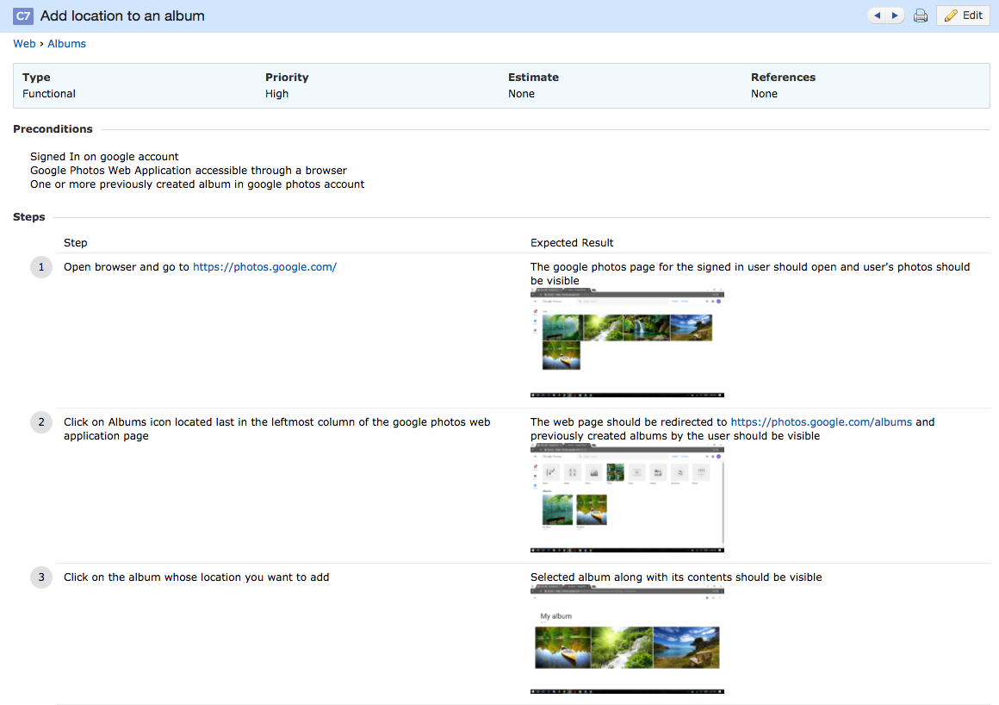 C7 Add location to an album
Edit
Web › Albums
Type
Functional
Priority
High
Estimate
None
References
None
Preconditions
Signed In on google account
Google Photos Web Application accessible through a browser
One or more previously created album in google photos account
Steps
Step
Expected Result
1
Open browser and go to https://photos.google.com/
The google photos page for the signed in user should open and user's photos should
be visible
Google Photos
2
Click on Albums icon located last in the leftmost column of the google photos web
application page
The web page should be redirected to https://photos.google.com/albums and
previously created albums by the user should be visible
Google Photos
Albums
3
Click on the album whose location you want to add
Selected album along with its contents should be visible
My album